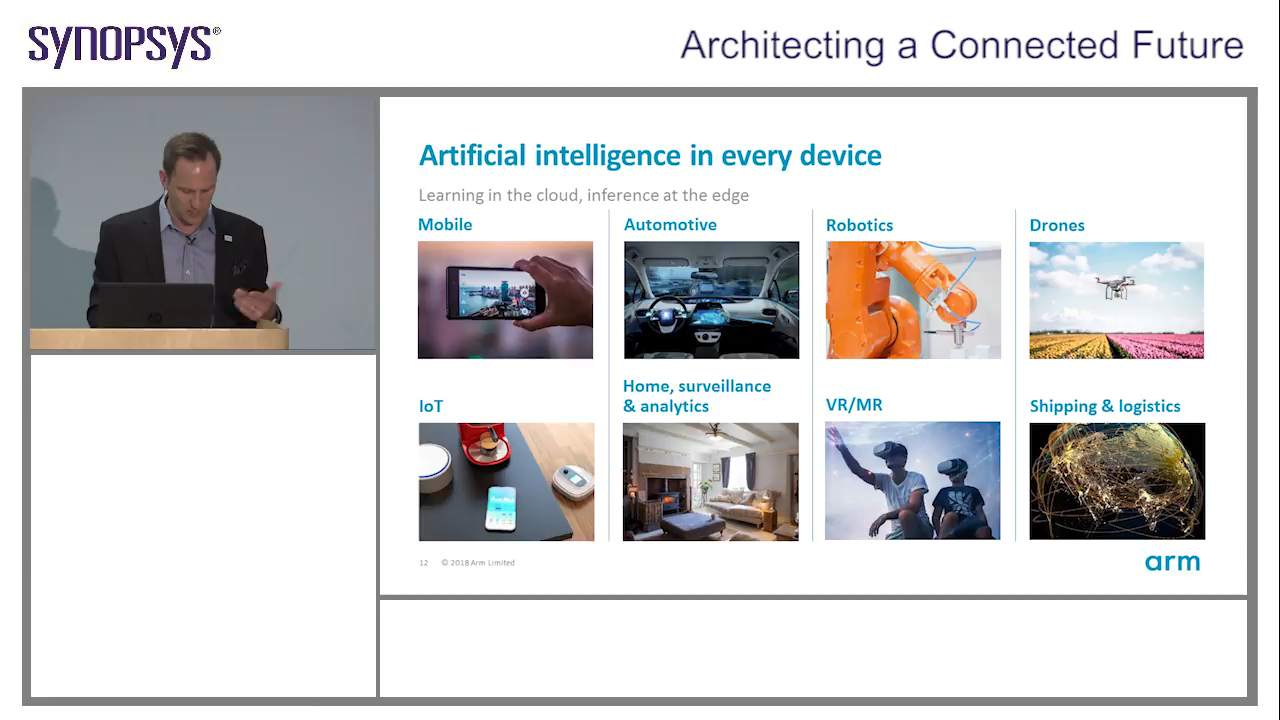 SYNOPSYS®
Architecting a Connected Future
Artificial intelligence in every device
Learning in the cloud, inference at the edge
Mobile
Automotive
Robotics
Drones
IoT
Home, surveillance
& analytics
VR/MR
Shipping & logistics
12 © 2018 Arm Limited
arm